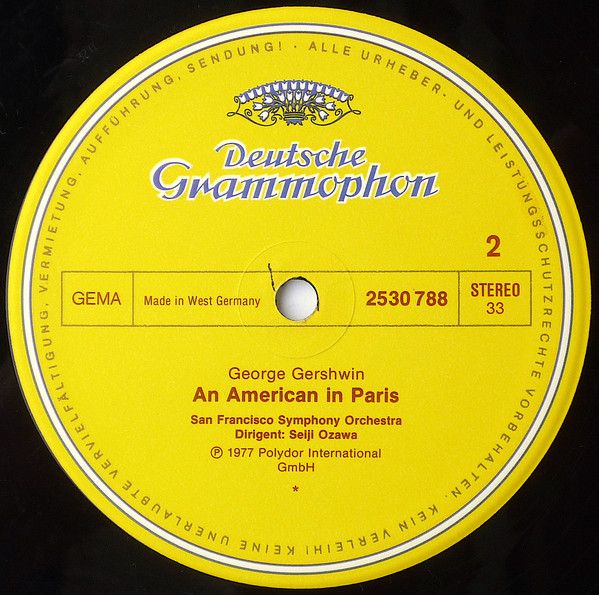 ALLE URHEBER- UND LEISTUNGSSCHUTZRECHTE VORBEHALTEN. KEIN VERLEIH! KEINE UNERLAUBTE VERVIELFÄLTIGUNG, VERMIETUNG, AUFFÜHRUNG, SENDUNG! ·
Deutsche
Grammophon
2
GEMA
Made in West Germany
2530 788
STEREO
33
George Gershwin
An American in Paris
San Francisco Symphony Orchestra
Dirigent: Seiji Ozawa
℗ 1977 Polydor International
GmbH
*